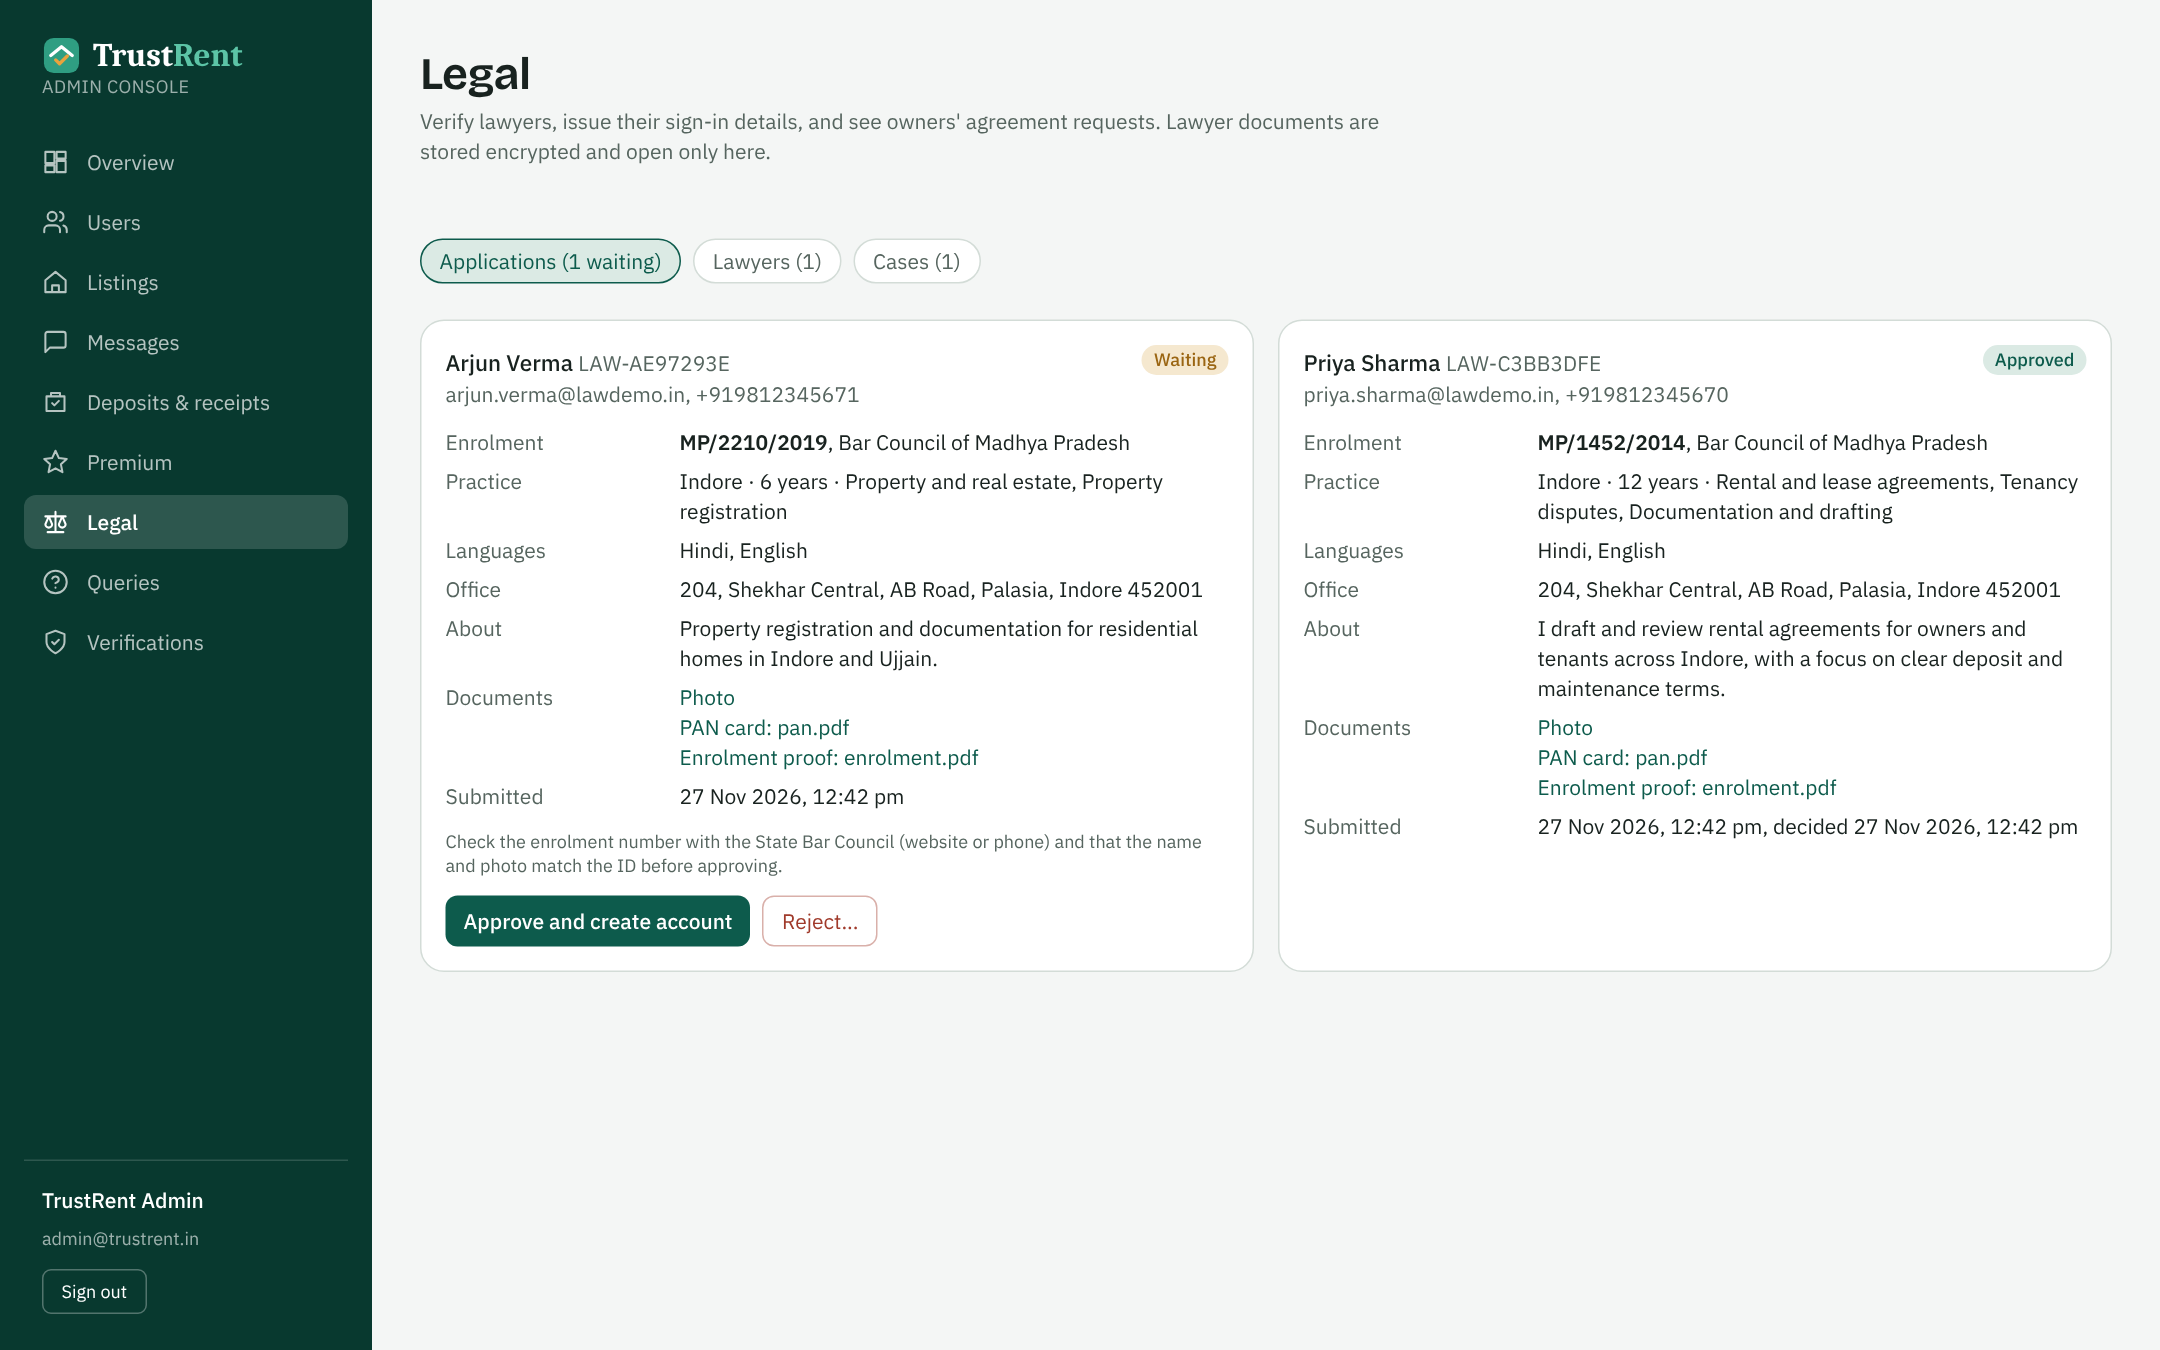 TrustRent
ADMIN CONSOLE
Overview
Users
Listings
Messages
Deposits & receipts
Premium
Legal
Queries
Verifications
TrustRent Admin
admin@trustrent.in
Sign out
Legal
Verify lawyers, issue their sign-in details, and see owners' agreement requests. Lawyer documents are
stored encrypted and open only here.
Applications (1 waiting)
Lawyers (1)
Cases (1)
Arjun Verma LAW-AE97293E
Waiting
arjun.verma@lawdemo.in, +919812345671
Enrolment MP/2210/2019, Bar Council of Madhya Pradesh
Practice Indore · 6 years · Property and real estate, Property
registration
Languages Hindi, English
Office 204, Shekhar Central, AB Road, Palasia, Indore 452001
About Property registration and documentation for residential
homes in Indore and Ujjain.
Documents Photo
PAN card: pan.pdf
Enrolment proof: enrolment.pdf
Submitted 27 Nov 2026, 12:42 pm
Check the enrolment number with the State Bar Council (website or phone) and that the name
and photo match the ID before approving.
Approve and create account
Reject...
Priya Sharma LAW-C3BB3DFE
Approved
priya.sharma@lawdemo.in, +919812345670
Enrolment MP/1452/2014, Bar Council of Madhya Pradesh
Practice Indore · 12 years · Rental and lease agreements, Tenancy
disputes, Documentation and drafting
Languages Hindi, English
Office 204, Shekhar Central, AB Road, Palasia, Indore 452001
About I draft and review rental agreements for owners and
tenants across Indore, with a focus on clear deposit and
maintenance terms.
Documents Photo
PAN card: pan.pdf
Enrolment proof: enrolment.pdf
Submitted 27 Nov 2026, 12:42 pm, decided 27 Nov 2026, 12:42 pm